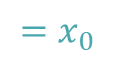 = x₀